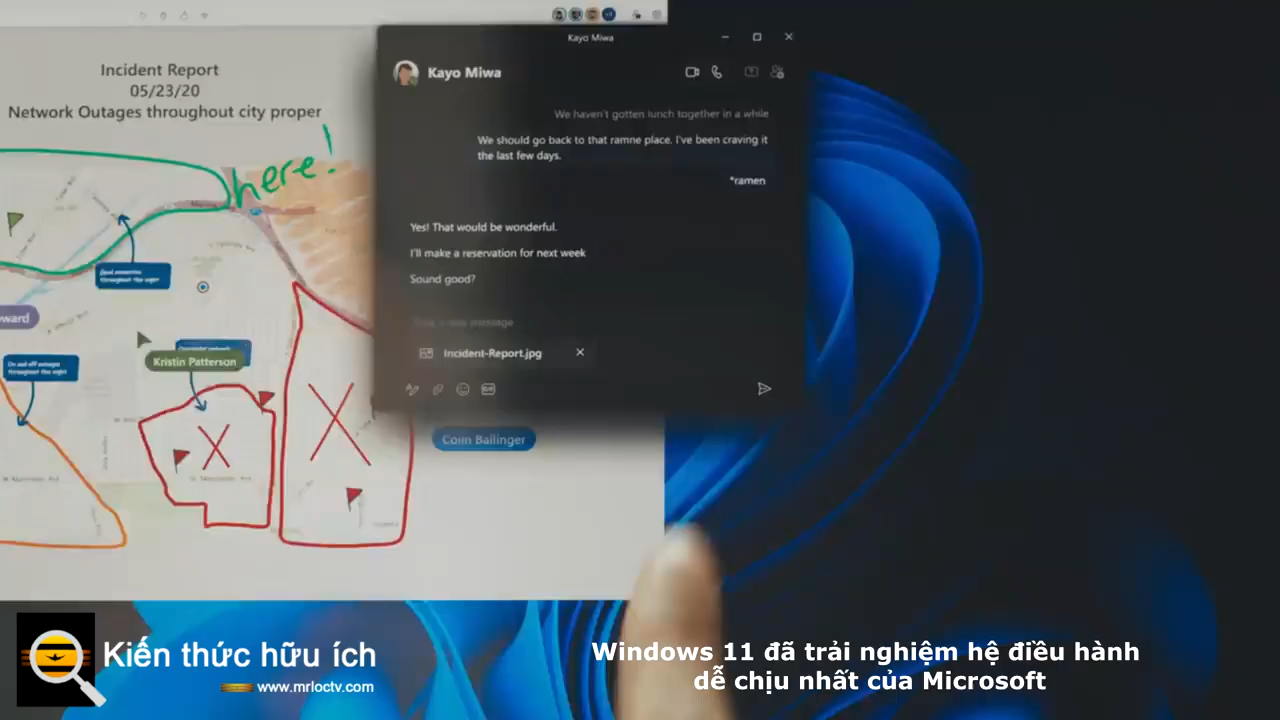 Incident Report
05/23/20
Network Outages throughout city proper
here!
Kristin Patterson
Colin Ballinger
Kayo Miwa
Kayo Miwa
We haven't gotten lunch together in a while
We should go back to that ramne place. I've been craving it
the last few days.
*ramen
Yes! That would be wonderful.
I'll make a reservation for next week
Sound good?
Type a new message
Incident-Report.jpg
GIF
Kiến thức hữu ích
www.mrloctv.com
Windows 11 đã trải nghiệm hệ điều hành
dễ chịu nhất của Microsoft